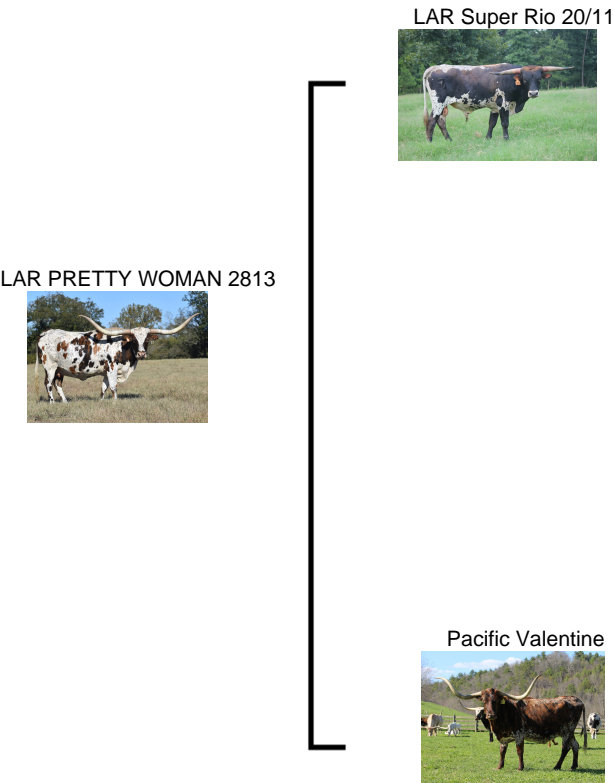 LAR Super Rio 20/11
LAR PRETTY WOMAN 2813
Pacific Valentine